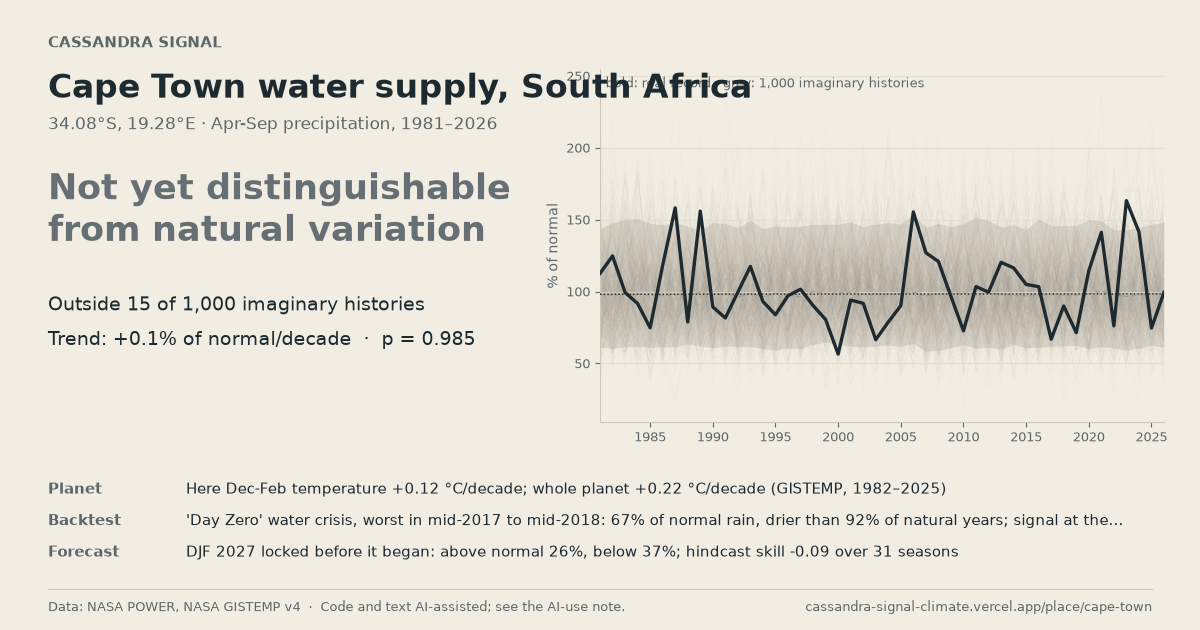 CASSANDRA SIGNAL
Cape Town water supply, South Africa
34.08°S, 19.28°E · Apr-Sep precipitation, 1981–2026
Not yet distinguishable
from natural variation
Outside 15 of 1,000 imaginary histories
Trend: +0.1% of normal/decade · p = 0.985
bold: real record, grey: 1,000 imaginary histories
% of normal
250
200
150
100
50
1985 1990 1995 2000 2005 2010 2015 2020 2025
Planet Here Dec-Feb temperature +0.12 °C/decade; whole planet +0.22 °C/decade (GISTEMP, 1982–2025)
Backtest 'Day Zero' water crisis, worst in mid-2017 to mid-2018: 67% of normal rain, drier than 92% of natural years; signal at the…
Forecast DJF 2027 locked before it began: above normal 26%, below 37%; hindcast skill -0.09 over 31 seasons
Data: NASA POWER, NASA GISTEMP v4 · Code and text AI-assisted; see the AI-use note.
cassandra-signal-climate.vercel.app/place/cape-town